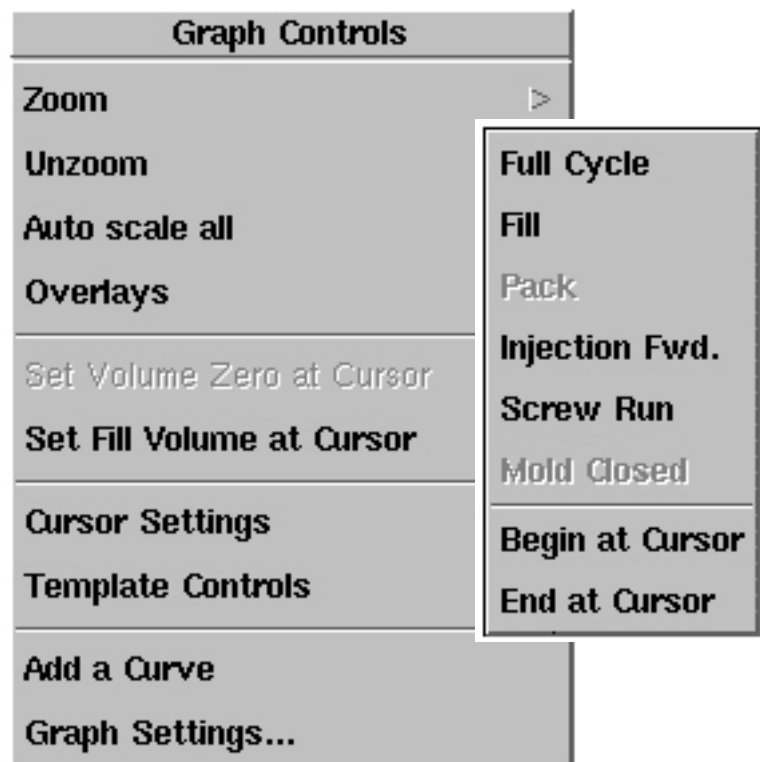 Graph Controls
Zoom
Unzoom
Auto scale all
Overlays
Set Volume Zero at Cursor
Set Fill Volume at Cursor
Cursor Settings
Template Controls
Add a Curve
Graph Settings...
Full Cycle
Fill
Pack
Injection Fwd.
Screw Run
Mold Closed
Begin at Cursor
End at Cursor